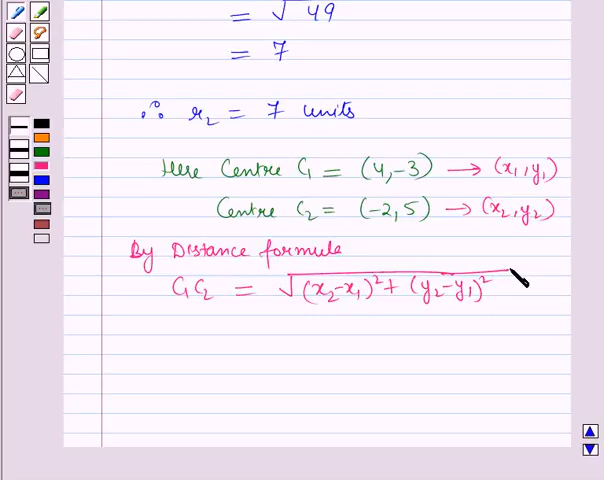 = √49
= 7
∴ r₂ = 7 units
Here Centre C₁ = (4,-3) → (x₁,y₁)
Centre C₂ = (-2,5) → (x₂,y₂)
By Distance formula
C₁C₂ = √(x₂-x₁)²+(y₂-y₁)²